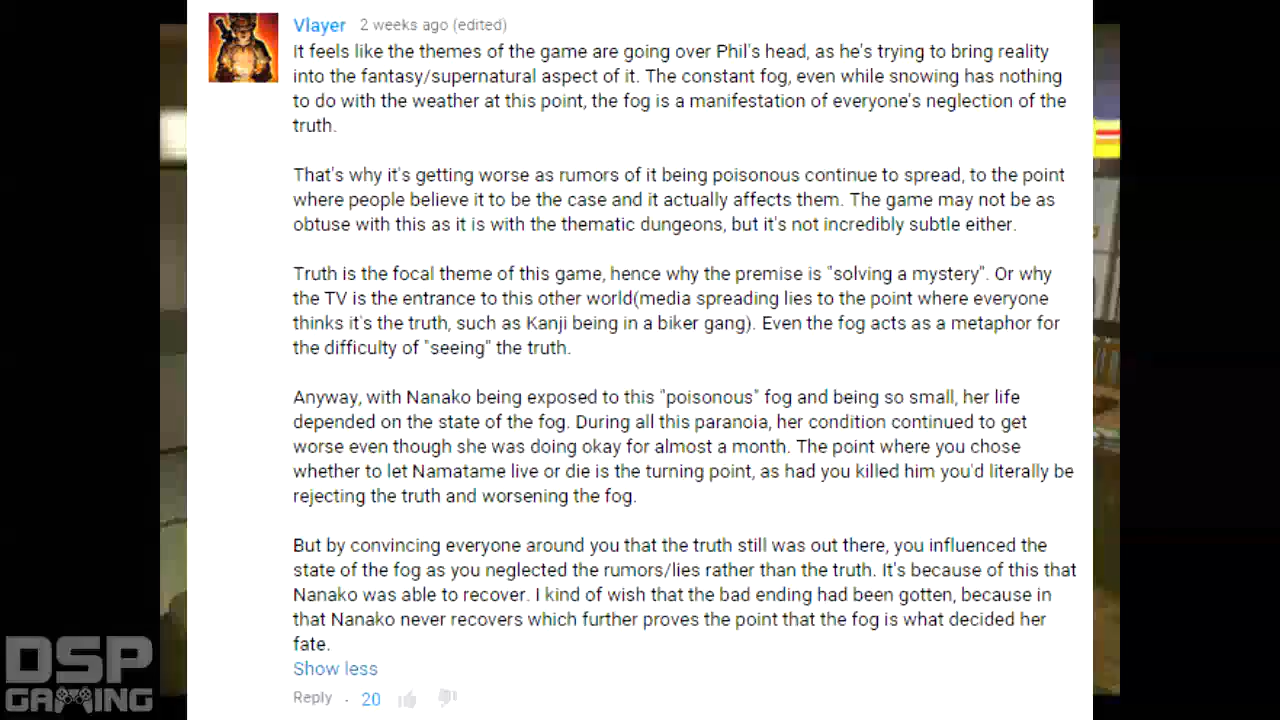 Vlayer 2 weeks ago (edited)
It feels like the themes of the game are going over Phil's head, as he's trying to bring reality
into the fantasy/supernatural aspect of it. The constant fog, even while snowing has nothing
to do with the weather at this point, the fog is a manifestation of everyone's neglection of the
truth.
That's why it's getting worse as rumors of it being poisonous continue to spread, to the point
where people believe it to be the case and it actually affects them. The game may not be as
obtuse with this as it is with the thematic dungeons, but it's not incredibly subtle either.
Truth is the focal theme of this game, hence why the premise is "solving a mystery". Or why
the TV is the entrance to this other world(media spreading lies to the point where everyone
thinks it's the truth, such as Kanji being in a biker gang). Even the fog acts as a metaphor for
the difficulty of "seeing" the truth.
Anyway, with Nanako being exposed to this "poisonous" fog and being so small, her life
depended on the state of the fog. During all this paranoia, her condition continued to get
worse even though she was doing okay for almost a month. The point where you chose
whether to let Namatame live or die is the turning point, as had you killed him you'd literally be
rejecting the truth and worsening the fog.
But by convincing everyone around you that the truth still was out there, you influenced the
state of the fog as you neglected the rumors/lies rather than the truth. It's because of this that
Nanako was able to recover. I kind of wish that the bad ending had been gotten, because in
that Nanako never recovers which further proves the point that the fog is what decided her
fate.
Show less
Reply · 20
DSP
GAMING